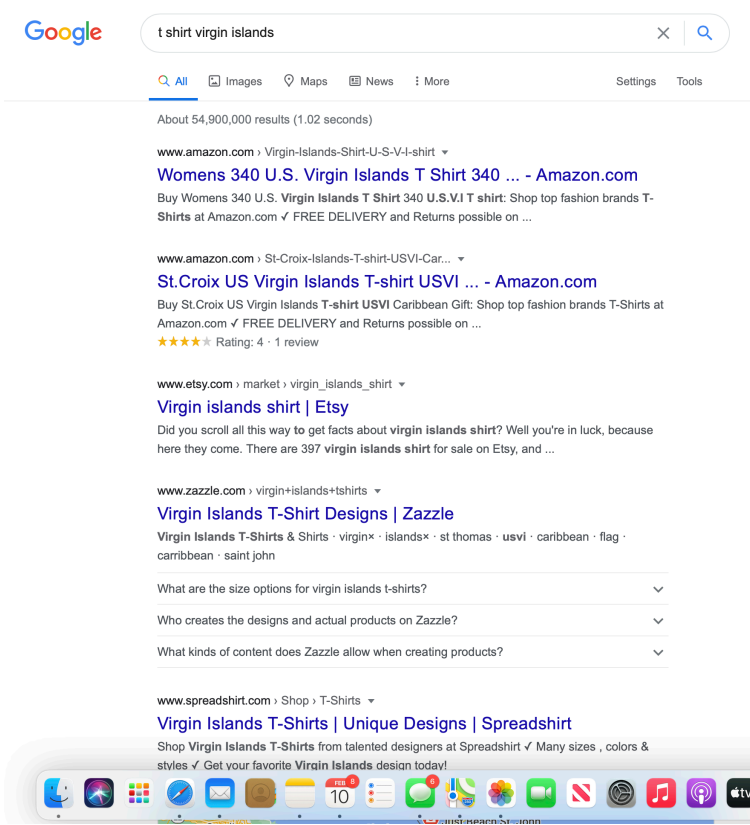 Google
t shirt virgin islands
All
Images
Maps
News
More
Settings
Tools
About 54,900,000 results (1.02 seconds)
www.amazon.com › Virgin-Islands-Shirt-U-S-V-I-shirt
Womens 340 U.S. Virgin Islands T Shirt 340 ... - Amazon.com
Buy Womens 340 U.S. Virgin Islands T Shirt 340 U.S.V.I T shirt: Shop top fashion brands T-
Shirts at Amazon.com ✓ FREE DELIVERY and Returns possible on ...
www.amazon.com › St-Croix-Islands-T-shirt-USVI-Car...
St.Croix US Virgin Islands T-shirt USVI ... - Amazon.com
Buy St.Croix US Virgin Islands T-shirt USVI Caribbean Gift: Shop top fashion brands T-Shirts at
Amazon.com ✓ FREE DELIVERY and Returns possible on ...
Rating: 4 · 1 review
www.etsy.com › market › virgin_islands_shirt
Virgin islands shirt | Etsy
Did you scroll all this way to get facts about virgin islands shirt? Well you're in luck, because
here they come. There are 397 virgin islands shirt for sale on Etsy, and ...
www.zazzle.com › virgin+islands+tshirts
Virgin Islands T-Shirt Designs | Zazzle
Virgin Islands T-Shirts & Shirts · virgin× · islands× · st thomas · usvi · caribbean · flag ·
carribbean · saint john
What are the size options for virgin islands t-shirts?
Who creates the designs and actual products on Zazzle?
What kinds of content does Zazzle allow when creating products?
www.spreadshirt.com › Shop › T-Shirts
Virgin Islands T-Shirts | Unique Designs | Spreadshirt
Shop Virgin Islands T-Shirts from talented designers at Spreadshirt ✓ Many sizes , colors &
styles ✓ Get your favorite Virgin Islands design today!
FEB 8
10
6
tv
Just Beach St. John